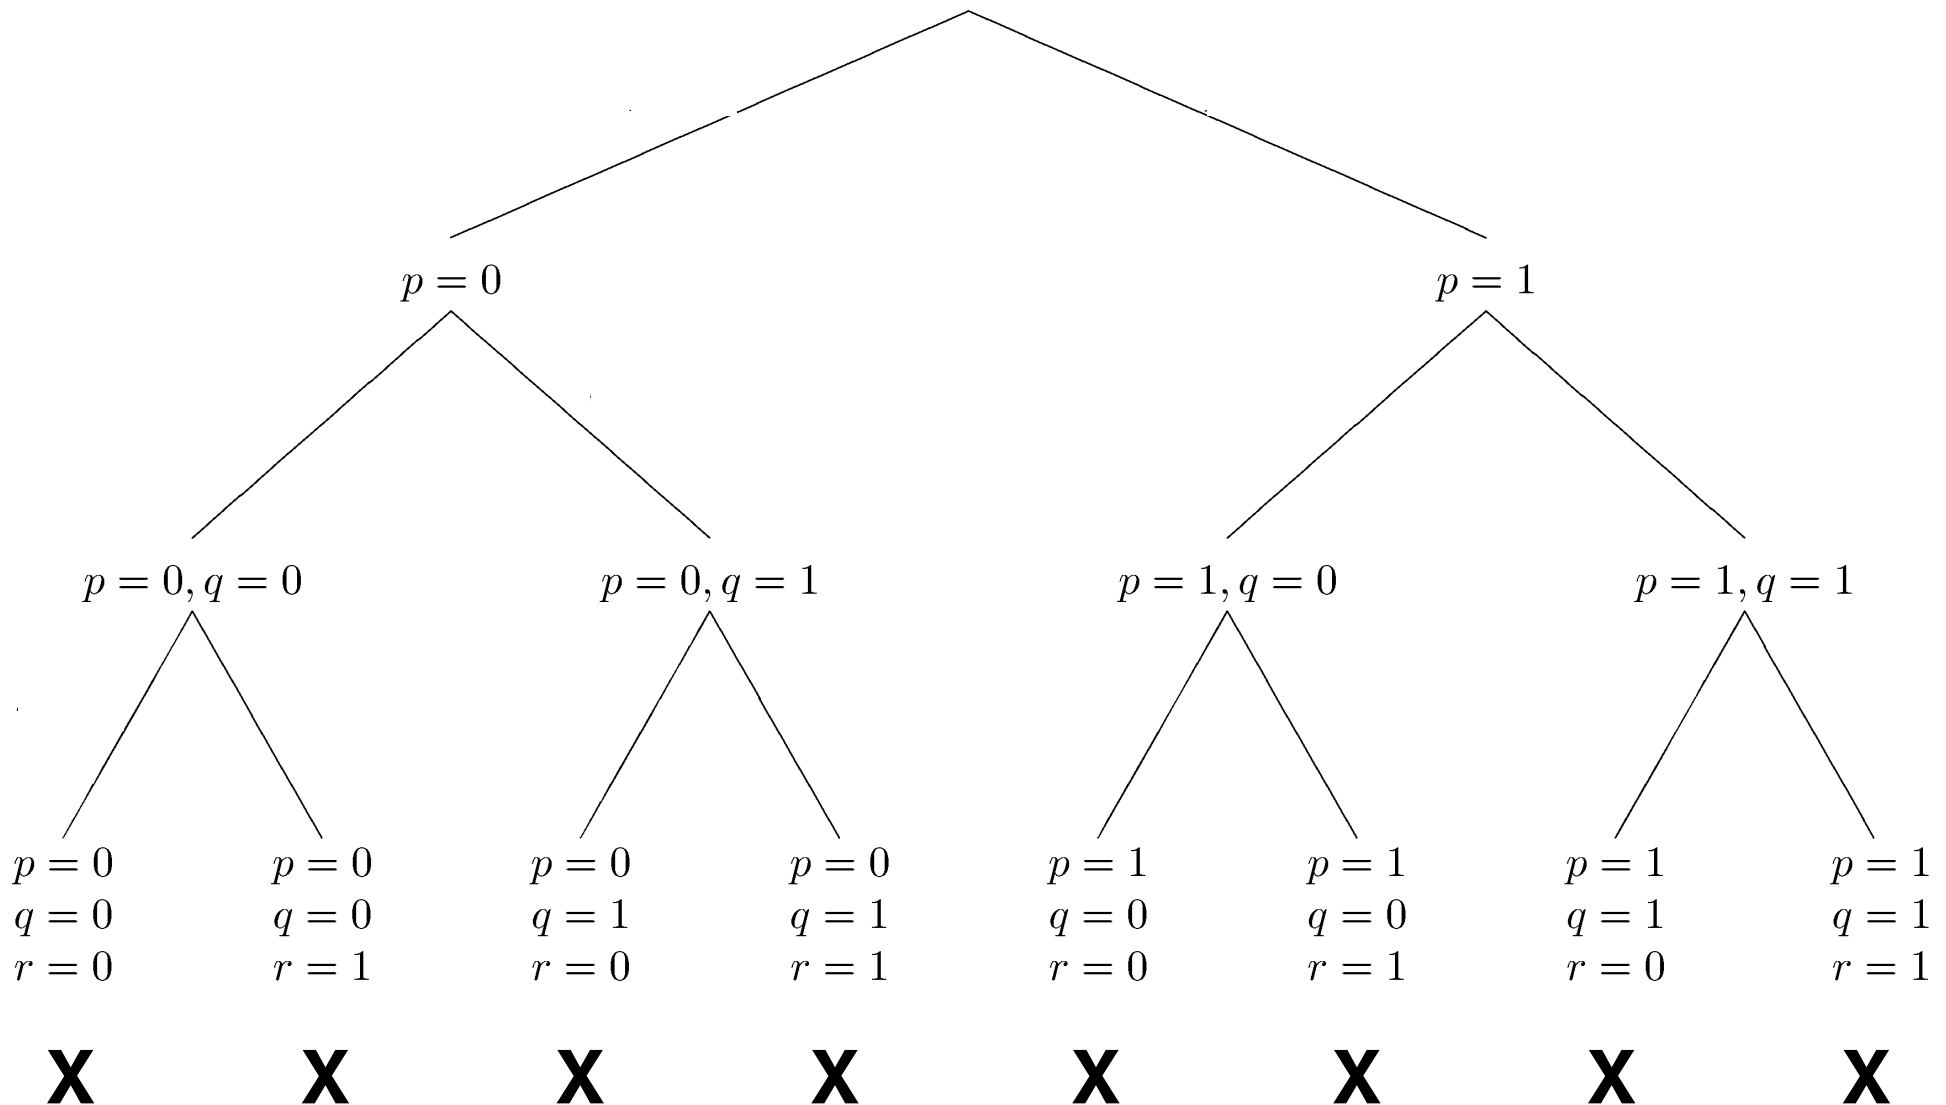 p = 0 p = 1
p = 0, q = 0 p = 0, q = 1 p = 1, q = 0 p = 1, q = 1
p = 0 p = 0 p = 0 p = 0 p = 1 p = 1 p = 1 p = 1
q = 0 q = 0 q = 1 q = 1 q = 0 q = 0 q = 1 q = 1
r = 0 r = 1 r = 0 r = 1 r = 0 r = 1 r = 0 r = 1
X X X X X X X X